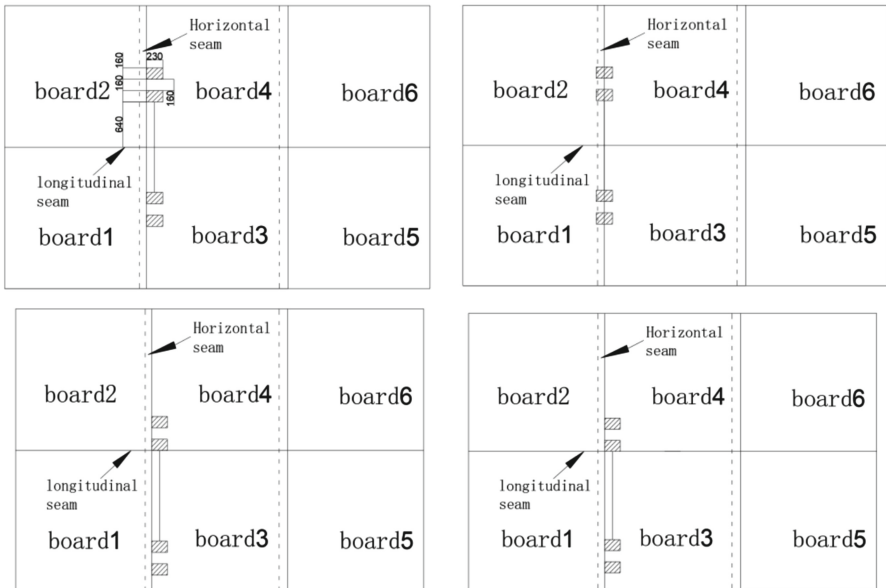 Horizontal
seam
160
230
board2
160
board4
160
board6
640
longitudinal
seam
board1
board3
board5
Horizontal
seam
board2
board4
board6
longitudinal
seam
board1
board3
board5
Horizontal
seam
board2
board4
board6
longitudinal
seam
board1
board3
board5
Horizontal
seam
board2
board4
board6
longitudinal
seam
board1
board3
board5